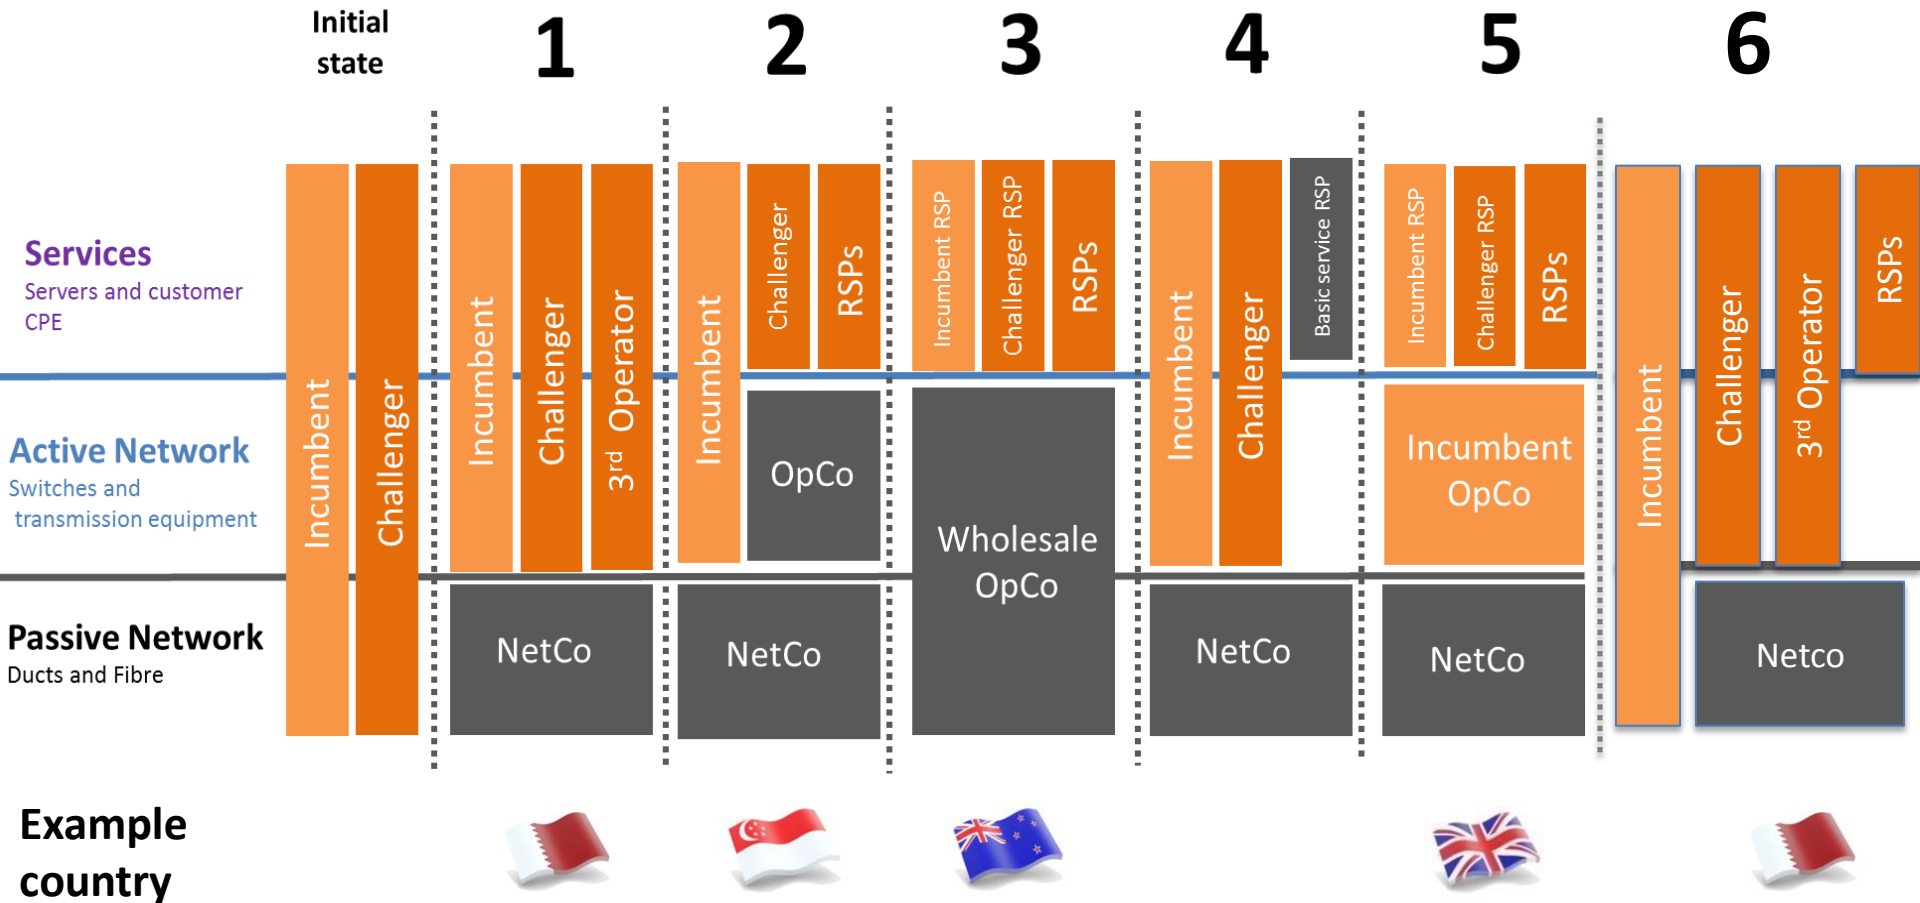 Initial
state
1
2
3
4
5
6
Services
Servers and customer
CPE
Active Network
Switches and
transmission equipment
Passive Network
Ducts and Fibre
Incumbent
Challenger
Incumbent
Challenger
3rd Operator
NetCo
Incumbent
Challenger
RSPs
OpCo
NetCo
Incumbent RSP
Challenger RSP
RSPs
Wholesale
OpCo
Incumbent
Challenger
Basic service RSP
NetCo
Incumbent RSP
Challenger RSP
RSPs
Incumbent
OpCo
NetCo
Incumbent
Challenger
3rd Operator
RSPs
Netco
Example
country